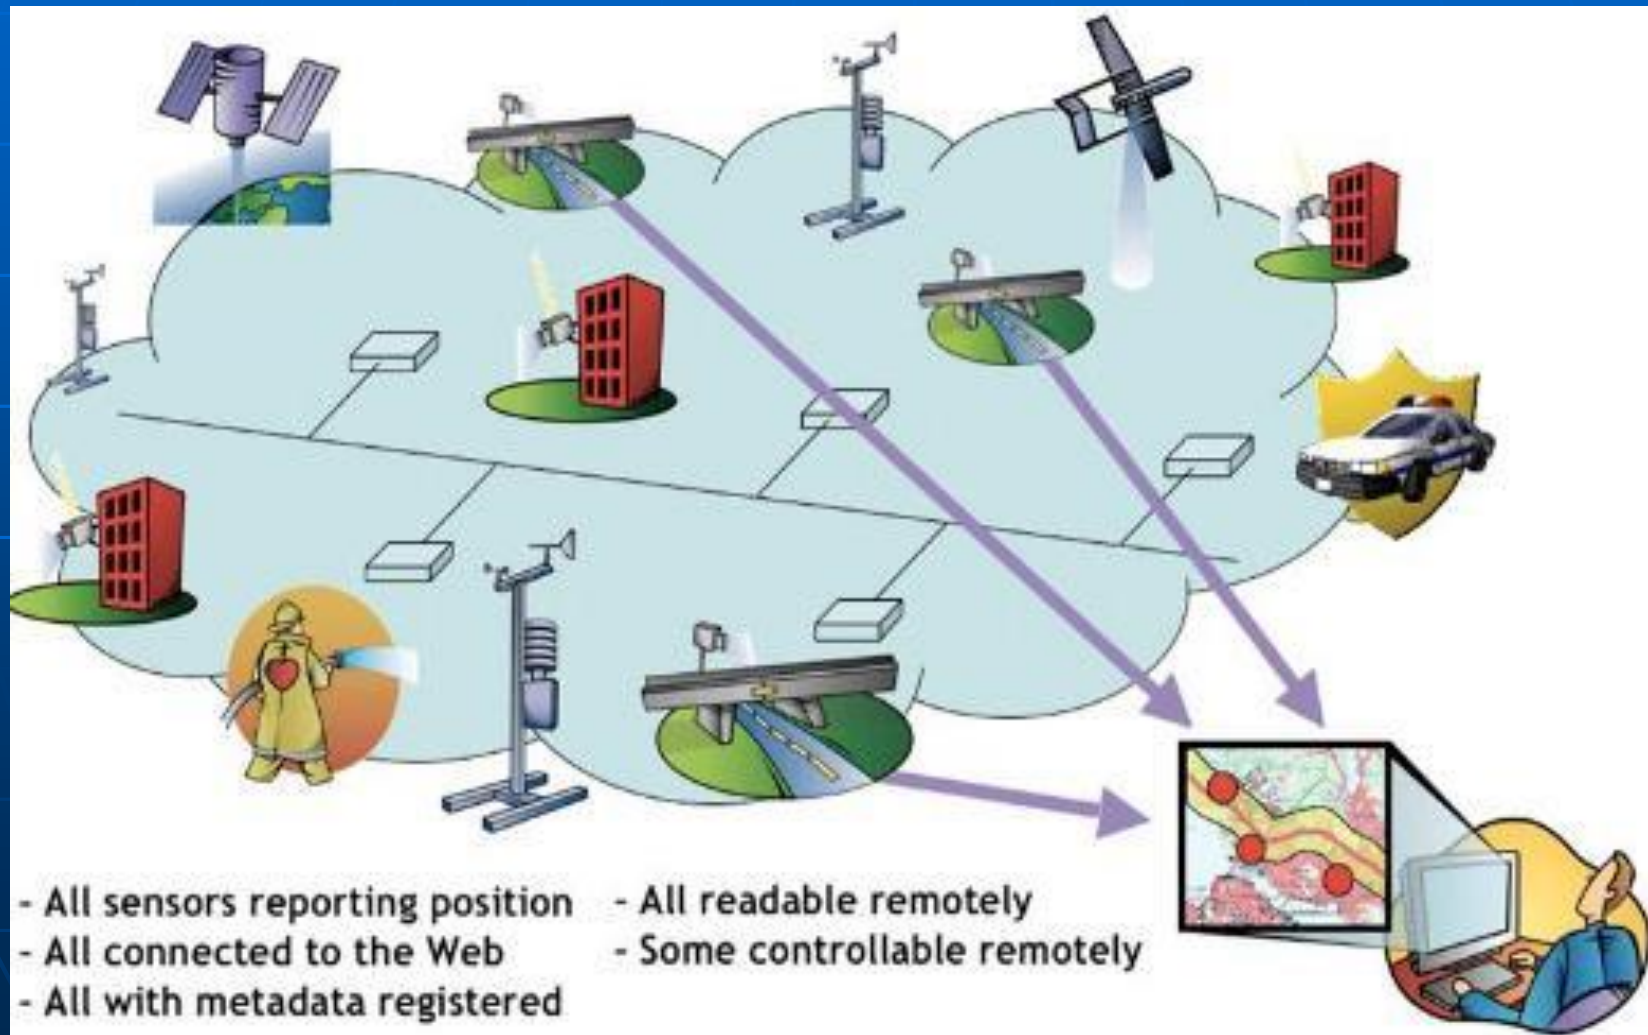 - All sensors reporting position
- All connected to the Web
- All with metadata registered
- All readable remotely
- Some controllable remotely